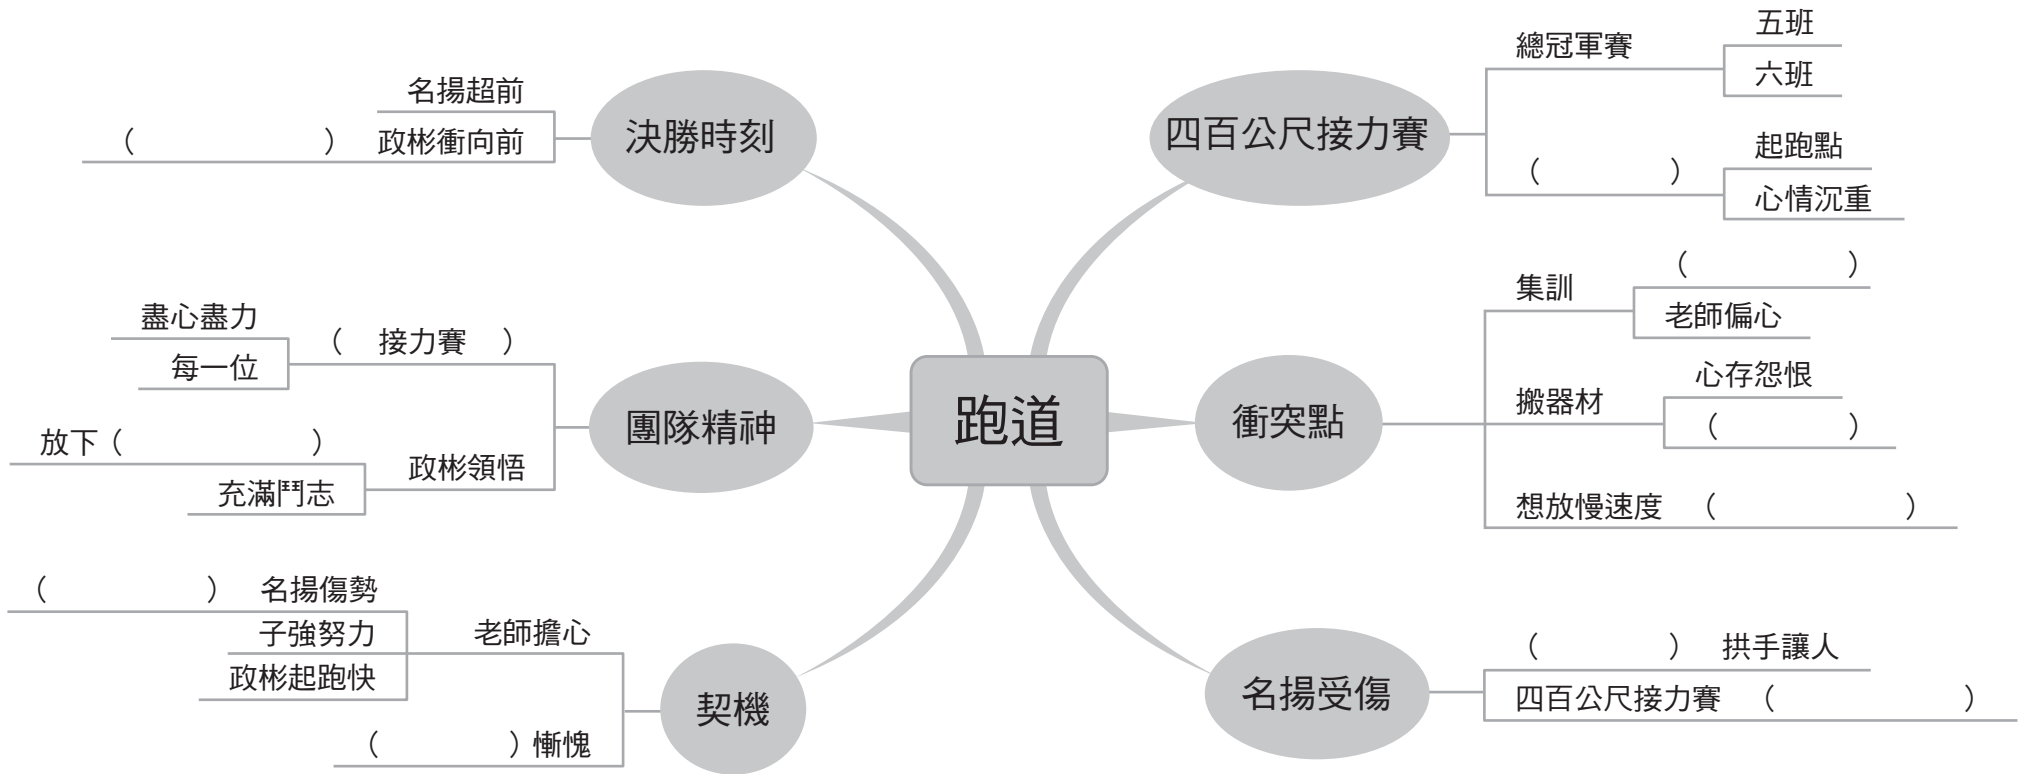 跑道
四百公尺接力賽
總冠軍賽
五班
六班
（　　　　）
起跑點
心情沉重
衝突點
集訓
（　　　　　）
老師偏心
搬器材
心存怨恨
（　　　　）
想放慢速度　（　　　　　　）
名揚受傷
（　　　　）　拱手讓人
四百公尺接力賽　（　　　　　　）
契機
老師擔心
（　　　　　）　名揚傷勢
子強努力
政彬起跑快
（　　　　）慚愧
團隊精神
（　接力賽　）
盡心盡力
每一位
政彬領悟
放下（　　　　　　）
充滿鬥志
決勝時刻
名揚超前
（　　　　　　）　政彬衝向前